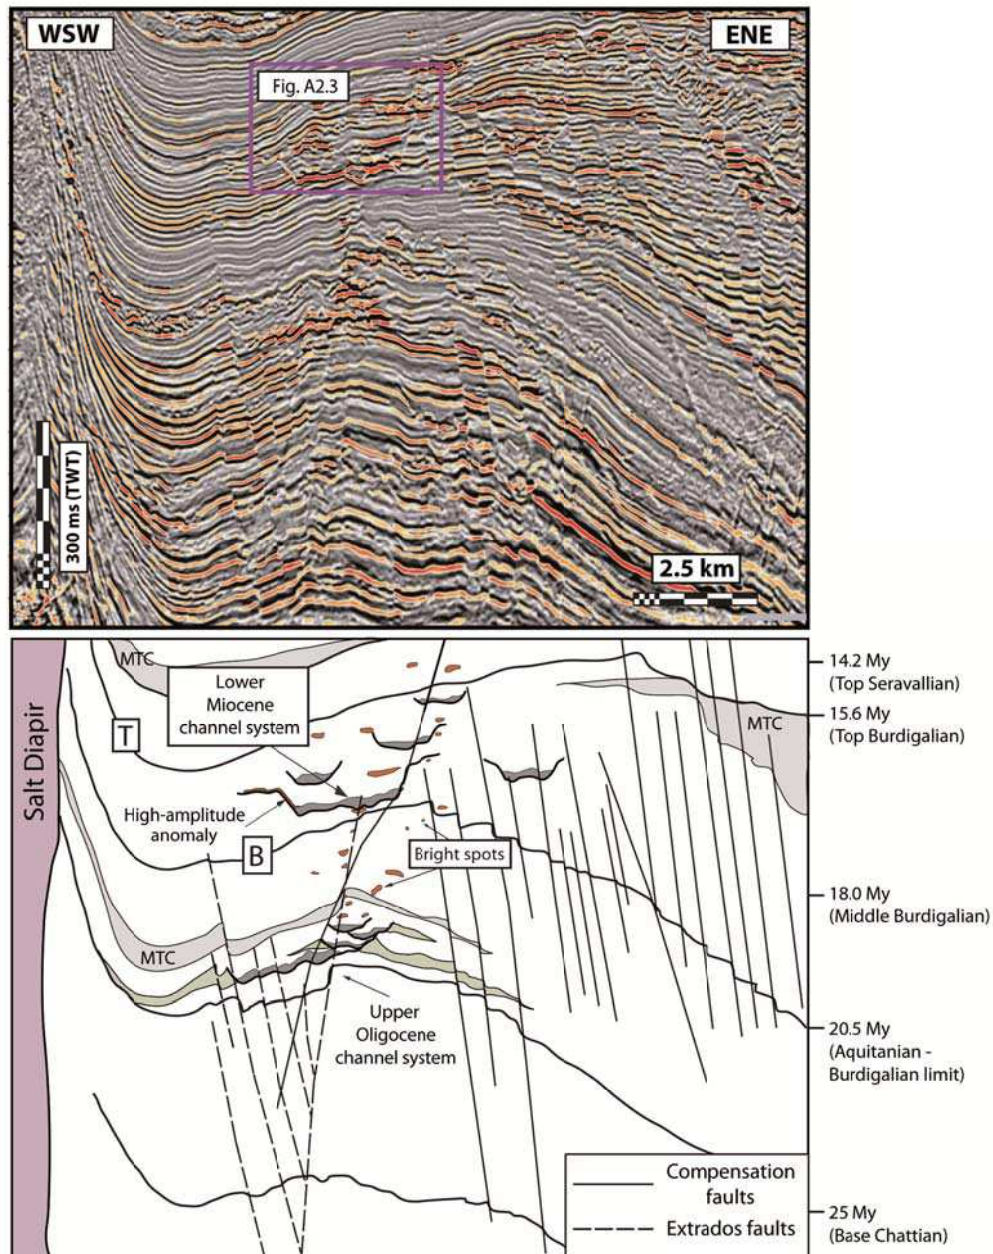 WSW
ENE
Fig. A2.3
300 ms (TWT)
2.5 km
MTC
Lower
Miocene
channel system
T
High-amplitude
anomaly
B
Bright spots
MTC
MTC
Upper
Oligocene
channel system
Salt Diapir
14.2 My
(Top Seravallian)
15.6 My
(Top Burdigalian)
18.0 My
(Middle Burdigalian)
20.5 My
(Aquitanian -
Burdigalian limit)
25 My
(Base Chattian)
Compensation
faults
Extrados faults